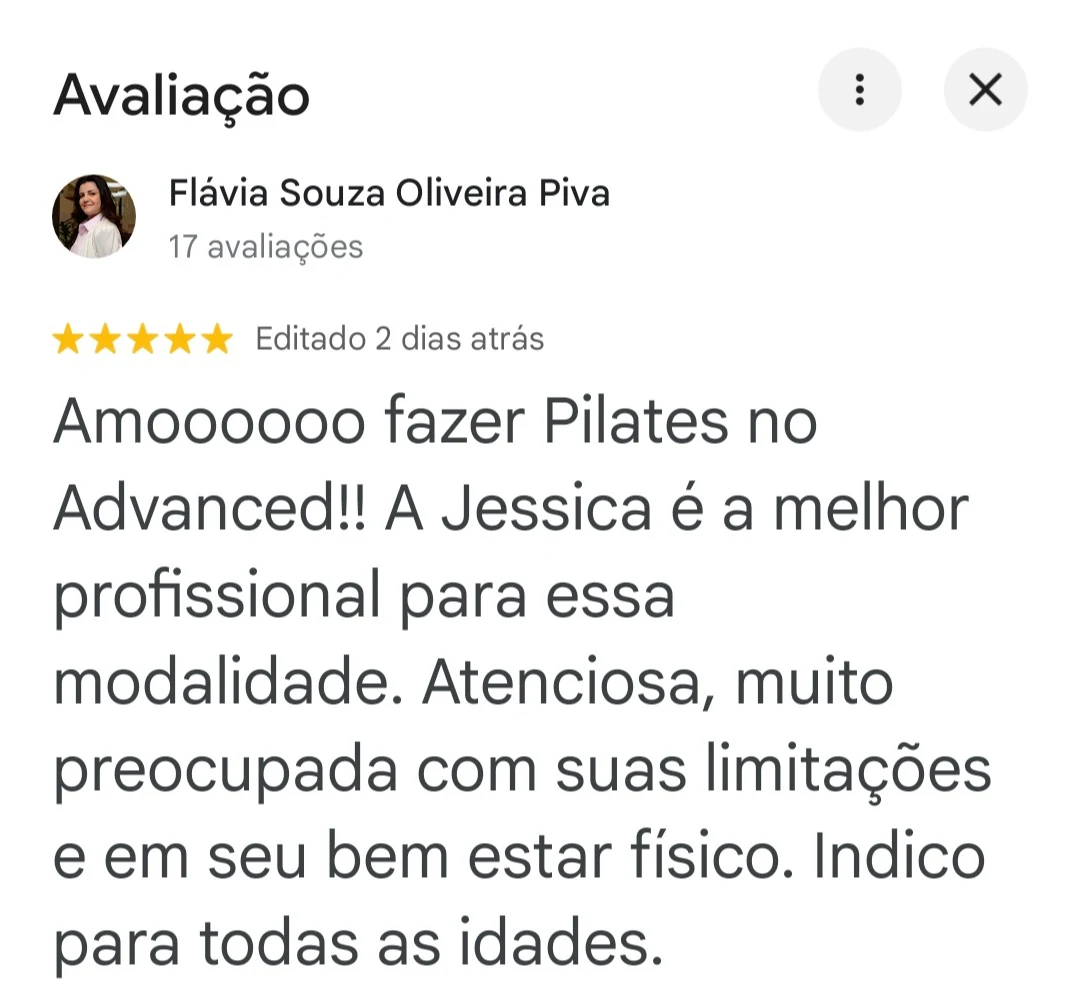 Avaliação
Flávia Souza Oliveira Piva
17 avaliações
Editado 2 dias atrás
Amoooooo fazer Pilates no
Advanced!! A Jessica é a melhor
profissional para essa
modalidade. Atenciosa, muito
preocupada com suas limitações
e em seu bem estar físico. Indico
para todas as idades.